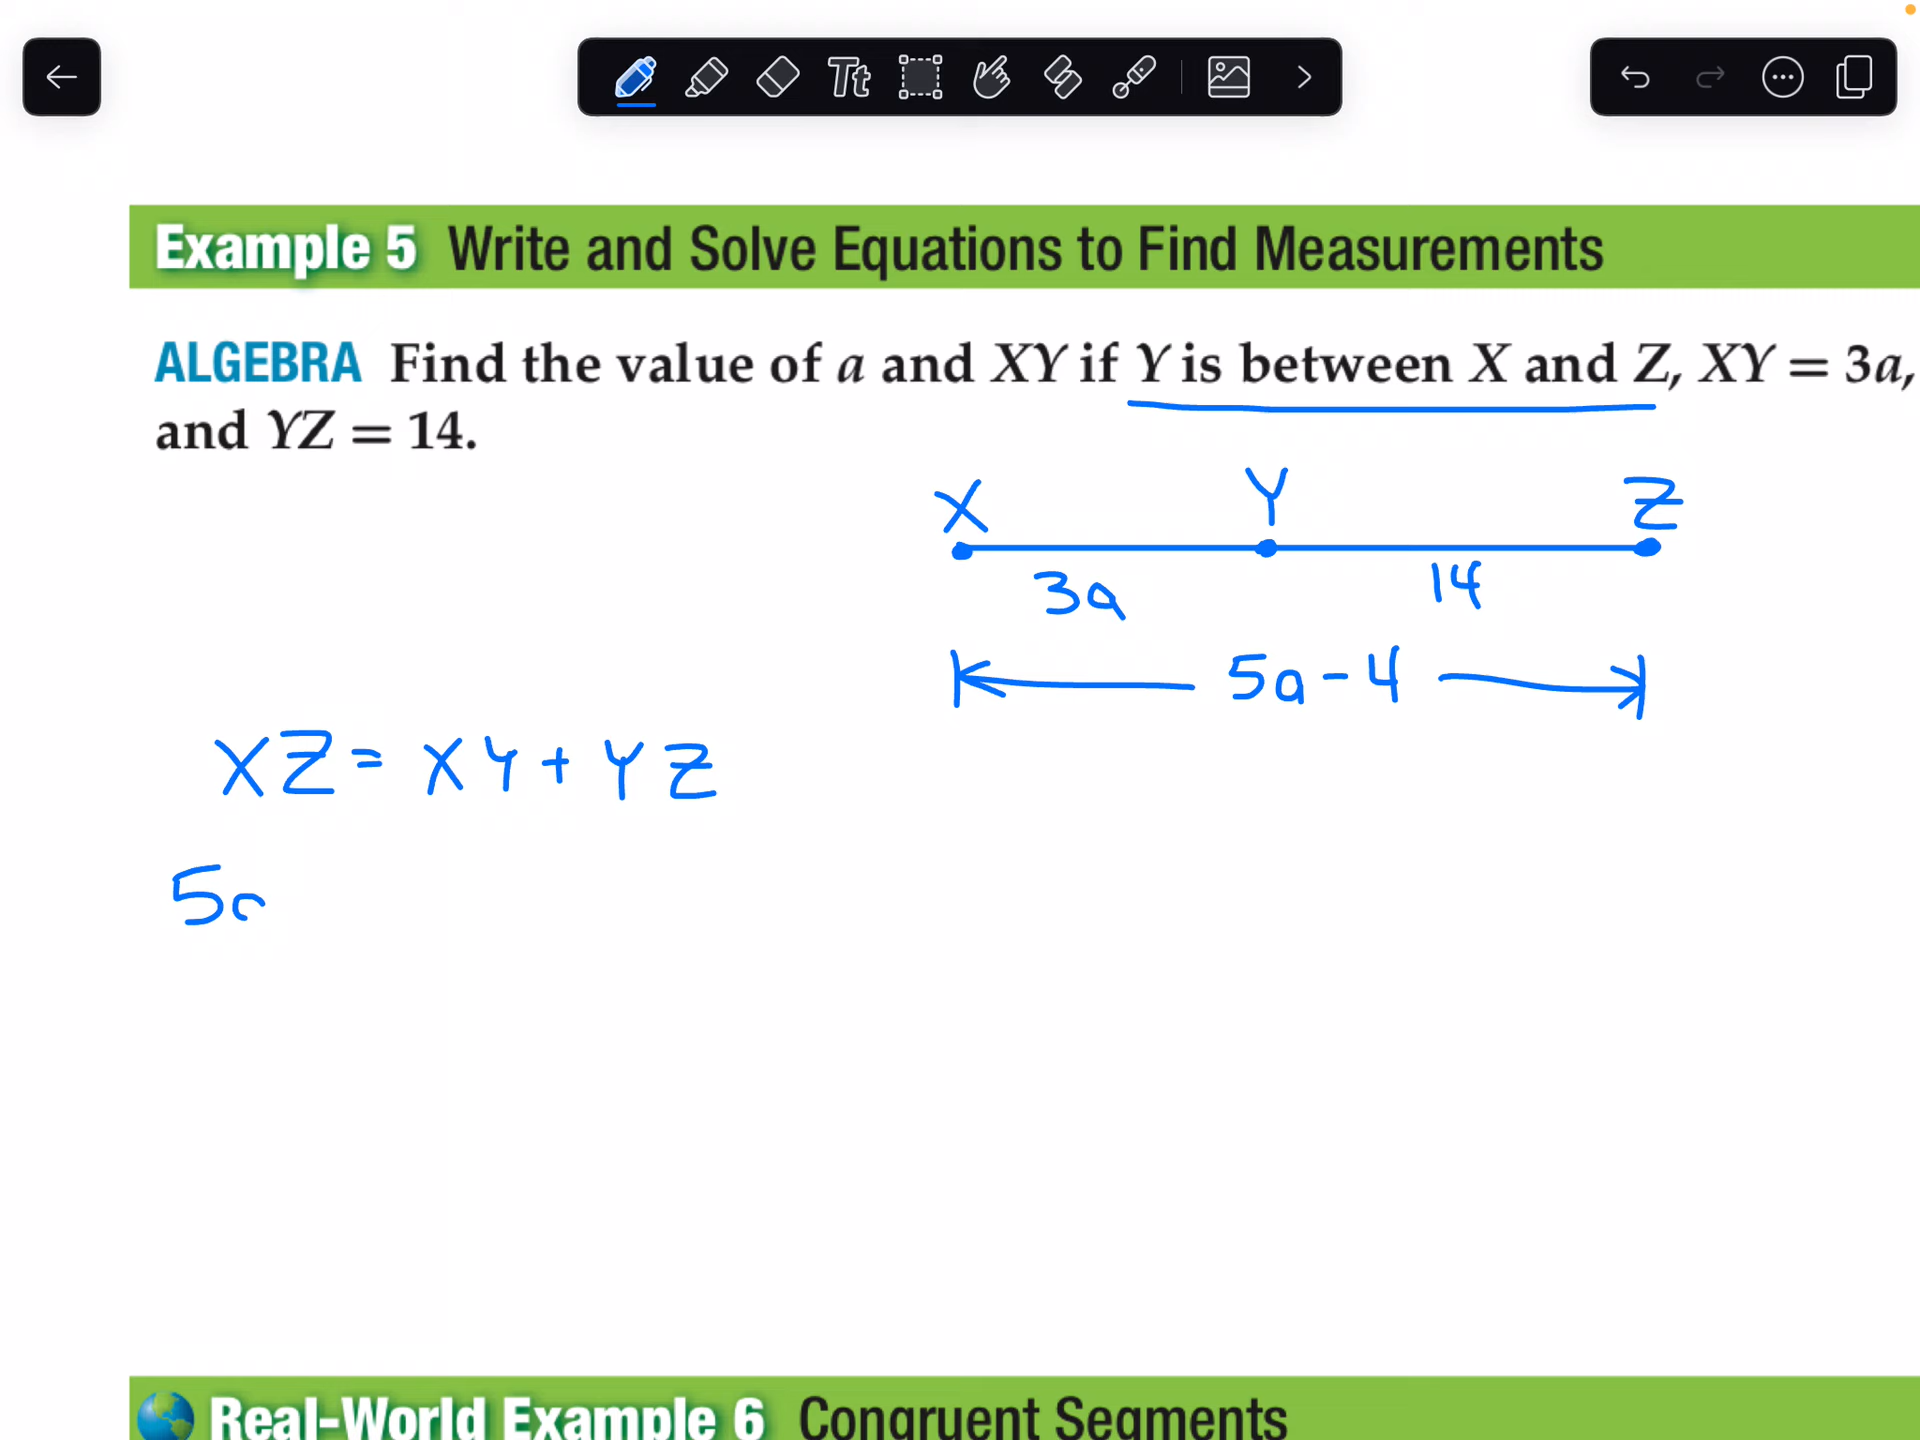 Example 5 Write and Solve Equations to Find Measurements
ALGEBRA Find the value of a and XY if Y is between X and Z, XY = 3a,
and YZ = 14.
X Y Z
3a 14
5a - 4
XZ = XY + YZ
5a
Real-World Example 6 Congruent Segments